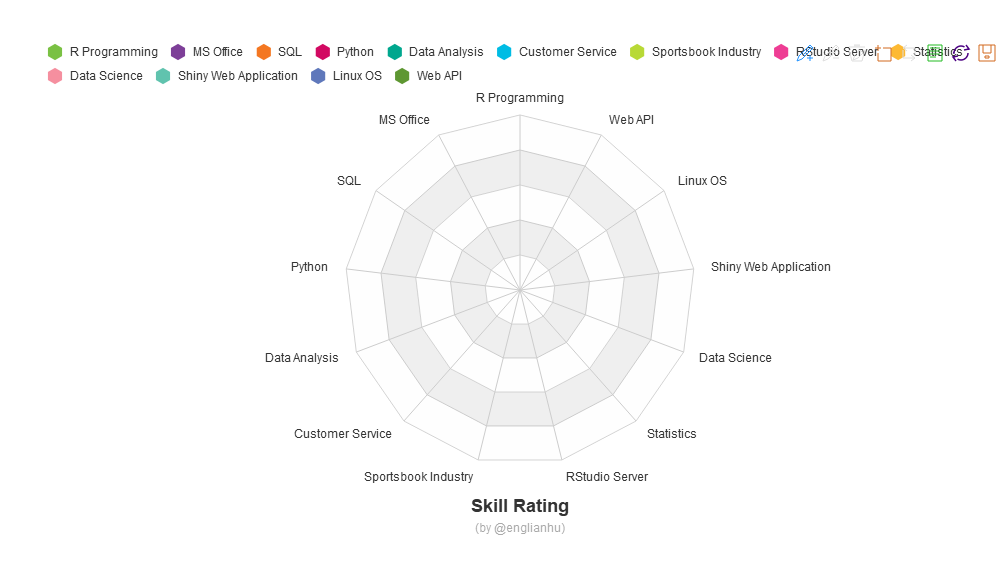 R Programming MS Office SQL Python Data Analysis Customer Service Sportsbook Industry RStudio Server Statistics
Data Science Shiny Web Application Linux OS Web API
R Programming
MS Office
Web API
SQL
Linux OS
Python
Shiny Web Application
Data Analysis
Data Science
Customer Service
Statistics
Sportsbook Industry
RStudio Server
Skill Rating
(by @englianhu)